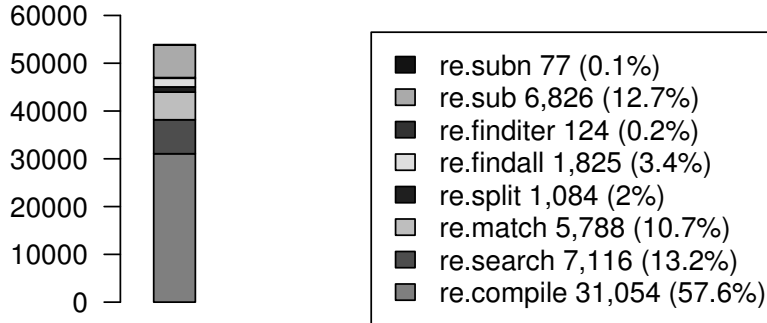 60000
50000
40000
30000
20000
10000
0
re.subn 77 (0.1%)
re.sub 6,826 (12.7%)
re.finditer 124 (0.2%)
re.findall 1,825 (3.4%)
re.split 1,084 (2%)
re.match 5,788 (10.7%)
re.search 7,116 (13.2%)
re.compile 31,054 (57.6%)